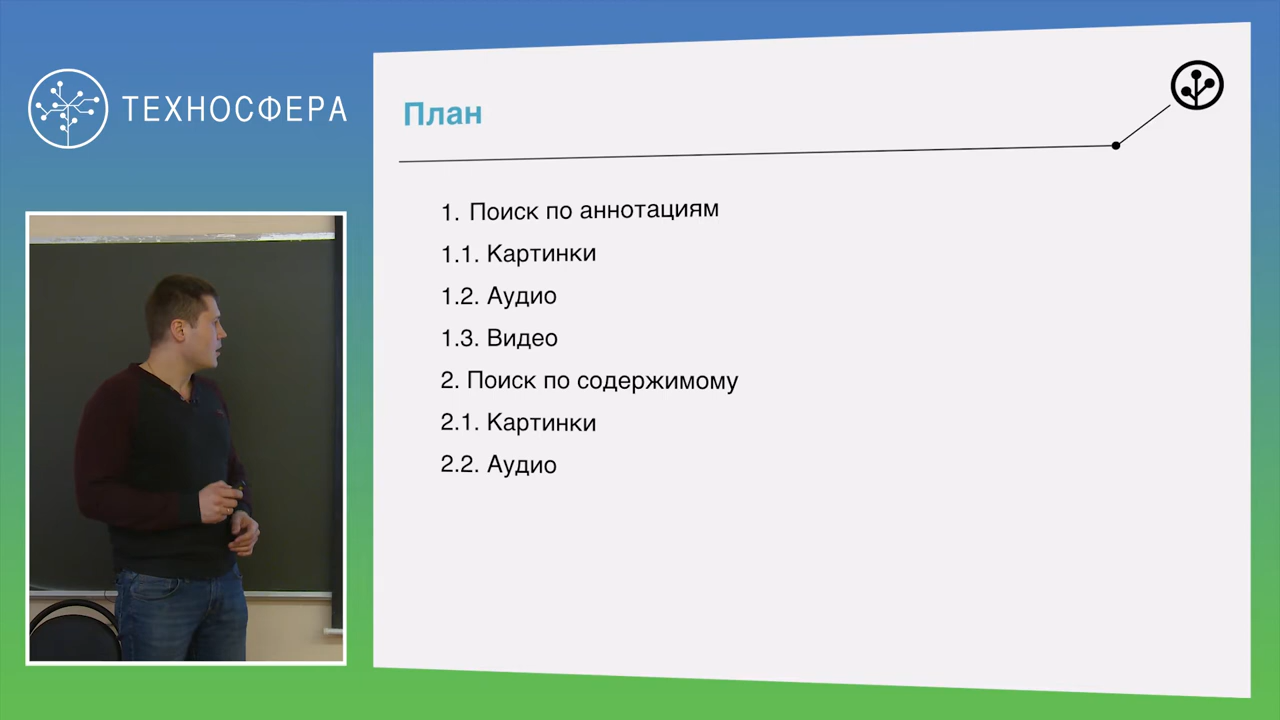 ТЕХНОСФЕРА
План
1. Поиск по аннотациям
1.1. Картинки
1.2. Аудио
1.3. Видео
2. Поиск по содержимому
2.1. Картинки
2.2. Аудио